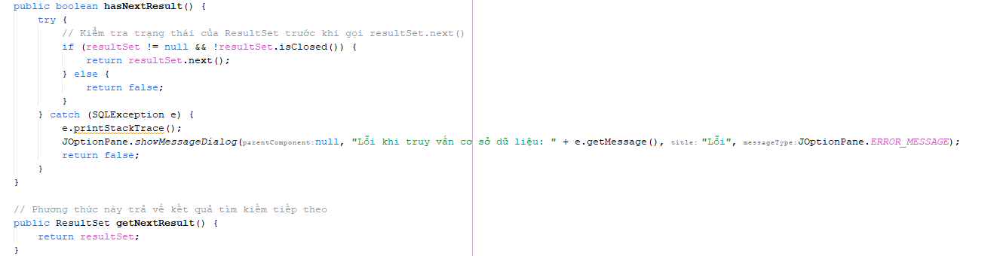 public boolean hasNextResult() {
try {
// Kiểm tra trạng thái của ResultSet trước khi gọi resultSet.next()
if (resultSet != null && !resultSet.isClosed()) {
return resultSet.next();
} else {
return false;
}
} catch (SQLException e) {
e.printStackTrace();
JOptionPane.showMessageDialog(parentComponent:null, "Lỗi khi truy vấn cơ sở dữ liệu: " + e.getMessage(), title: "Lỗi", messageType:JOptionPane.ERROR_MESSAGE);
return false;
}
}
// Phương thức này trả về kết quả tìm kiếm tiếp theo
public ResultSet getNextResult() {
return resultSet;
}